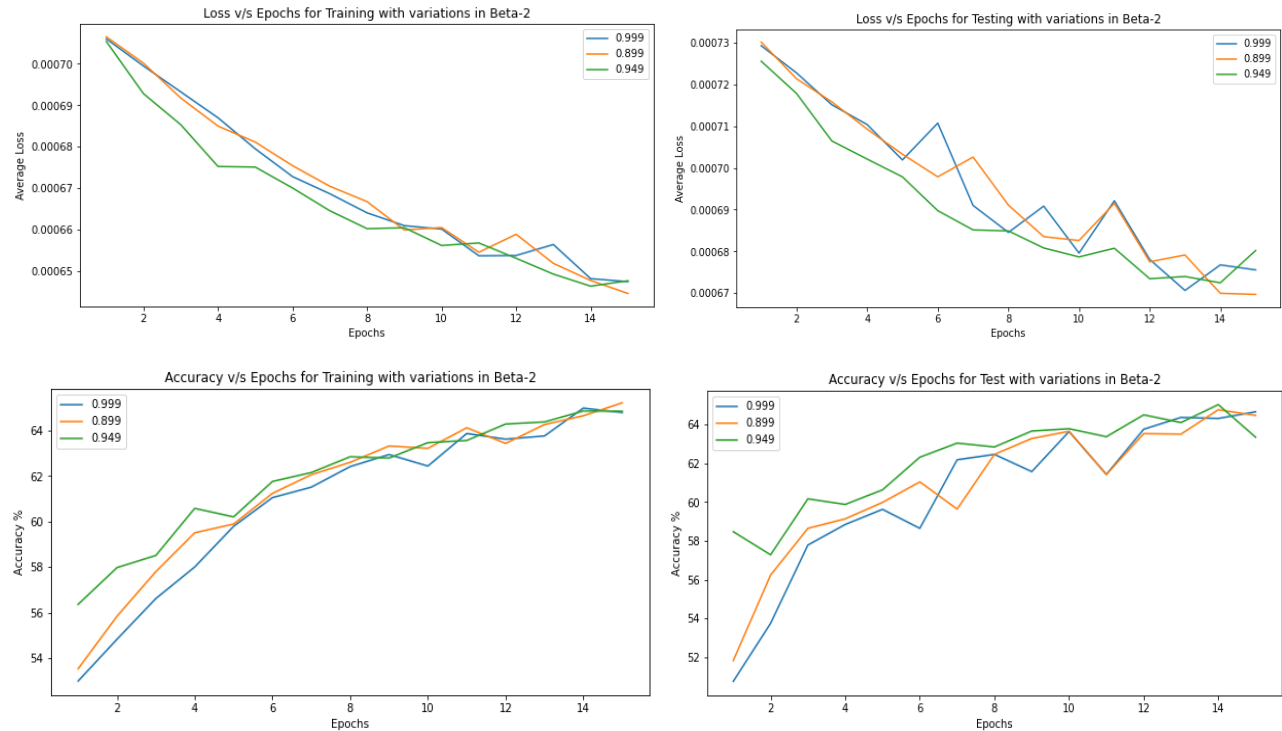 Loss v/s Epochs for Training with variations in Beta-2
0.999
0.899
0.949
0.00070
0.00069
0.00068
0.00067
0.00066
0.00065
Average Loss
2 4 6 8 10 12 14
Epochs
Loss v/s Epochs for Testing with variations in Beta-2
0.999
0.899
0.949
0.00073
0.00072
0.00071
0.00070
0.00069
0.00068
0.00067
Average Loss
2 4 6 8 10 12 14
Epochs
Accuracy v/s Epochs for Training with variations in Beta-2
0.999
0.899
0.949
64
62
60
58
56
54
Accuracy %
2 4 6 8 10 12 14
Epochs
Accuracy v/s Epochs for Test with variations in Beta-2
0.999
0.899
0.949
64
62
60
58
56
54
52
Accuracy %
2 4 6 8 10 12 14
Epochs